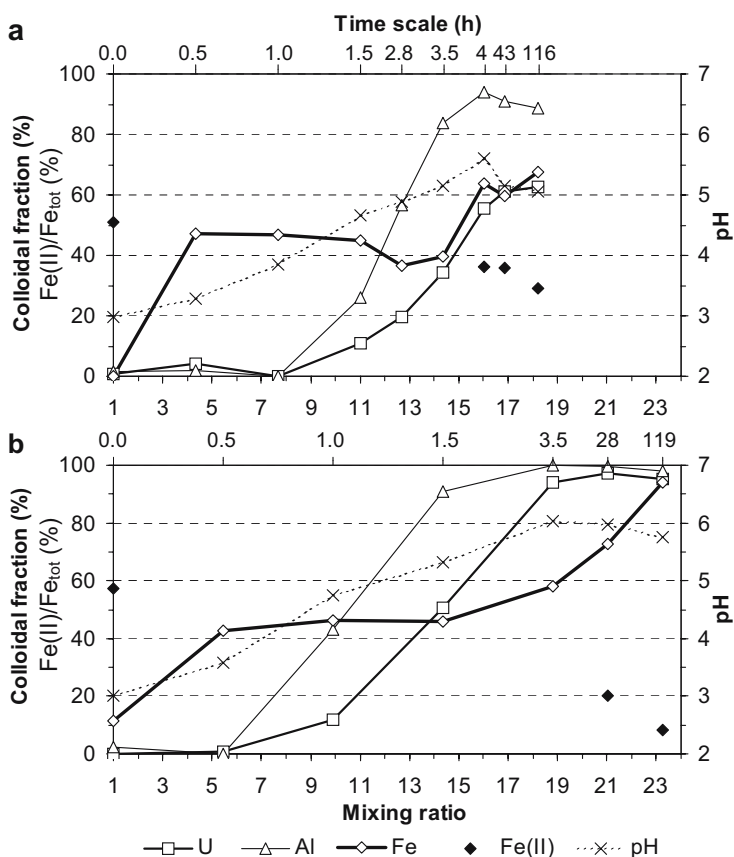 Time scale (h)
a
0.0 0.5 1.0 1.5 2.8 3.5 4 43 116
Colloidal fraction (%)
Fe(II)/Fetot (%)
100
80
60
40
20
0
7
6
5
4
3
2
pH
1 3 5 7 9 11 13 15 17 19 21 23
b
0.0 0.5 1.0 1.5 3.5 28 119
Colloidal fraction (%)
Fe(II)/Fetot (%)
100
80
60
40
20
0
7
6
5
4
3
2
pH
1 3 5 7 9 11 13 15 17 19 21 23
Mixing ratio
U Al Fe Fe(II) pH